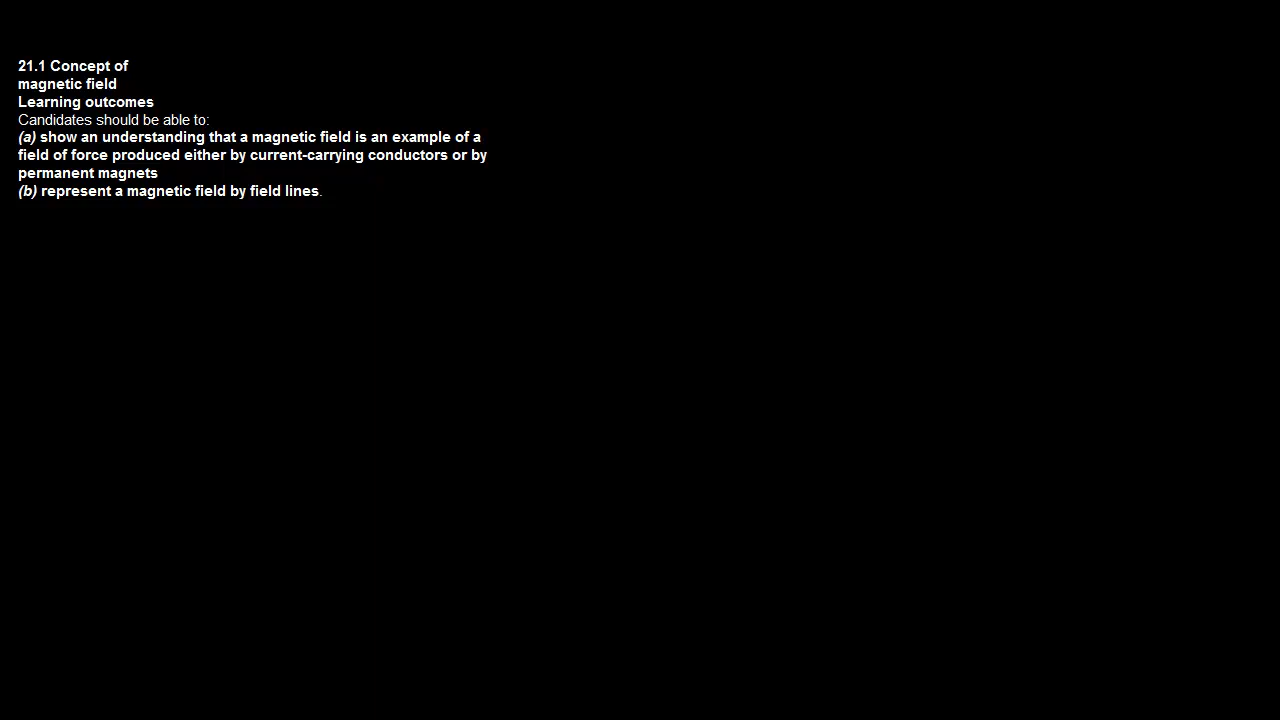 21.1 Concept of
magnetic field
Learning outcomes
Candidates should be able to:
(a) show an understanding that a magnetic field is an example of a
field of force produced either by current-carrying conductors or by
permanent magnets
(b) represent a magnetic field by field lines.